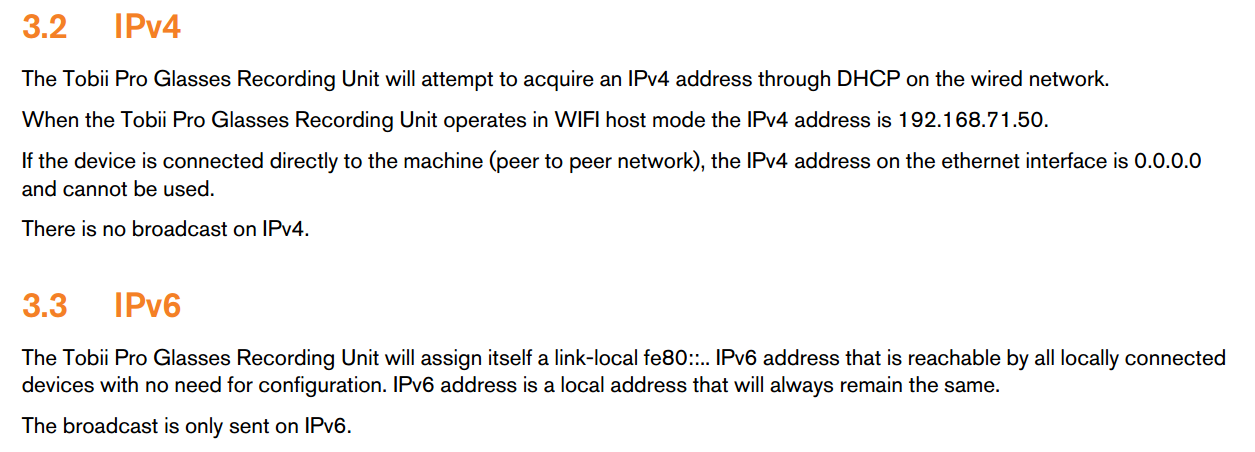 3.2 IPv4
The Tobii Pro Glasses Recording Unit will attempt to acquire an IPv4 address through DHCP on the wired network.
When the Tobii Pro Glasses Recording Unit operates in WIFI host mode the IPv4 address is 192.168.71.50.
If the device is connected directly to the machine (peer to peer network), the IPv4 address on the ethernet interface is 0.0.0.0
and cannot be used.
There is no broadcast on IPv4.
3.3 IPv6
The Tobii Pro Glasses Recording Unit will assign itself a link-local fe80::.. IPv6 address that is reachable by all locally connected
devices with no need for configuration. IPv6 address is a local address that will always remain the same.
The broadcast is only sent on IPv6.